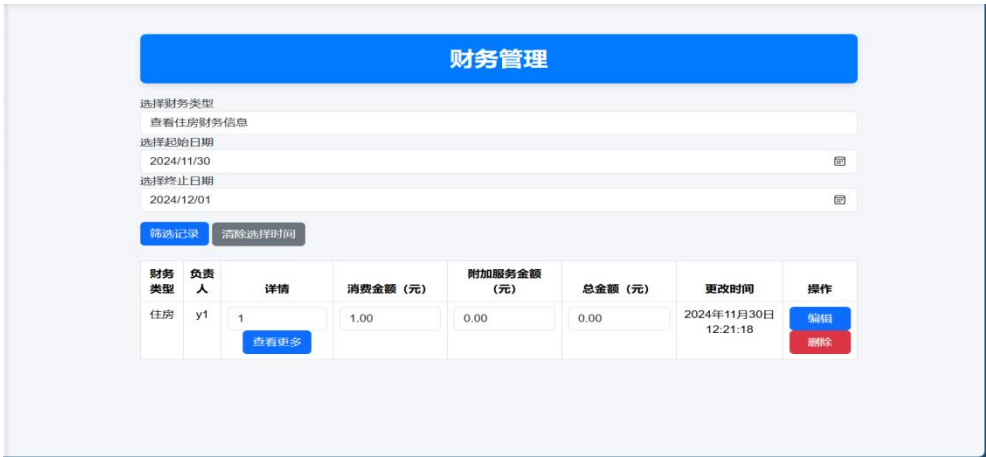 财务管理
选择财务类型
查看住房财务信息
选择起始日期
2024/11/30
选择终止日期
2024/12/01
筛选记录 清除选择时间
财务类型 负责人 详情 消费金额（元） 附加服务金额（元） 总金额（元） 更改时间 操作
住房 y1 1 1.00 0.00 0.00 2024年11月30日 12:21:18 编辑
查看更多 删除